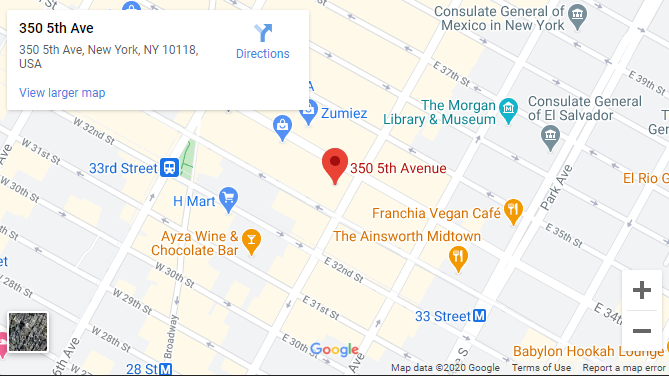 350 5th Ave
350 5th Ave, New York, NY 10118,
USA
Directions
View larger map
Consulate General of
Mexico in New York
E 39th St
E 38th St
E 37th St
Zumiez
The Morgan
Library & Museum
Consulate General
of El Salvador
W 32nd St
W 31st St
33rd Street
350 5th Avenue
El Rio G
Park Ave
H Mart
Franchia Vegan Café
Ayza Wine &
Chocolate Bar
The Ainsworth Midtown
E 35th St
W 30th St
E 32nd St
W 28th St
W 29th St
E 31st St
33 Street M
E 34th
Broadway
6th Ave
28 St M
Google
Babylon Hookah Lounge
Map data ©2020 Google
Terms of Use
Report a map error